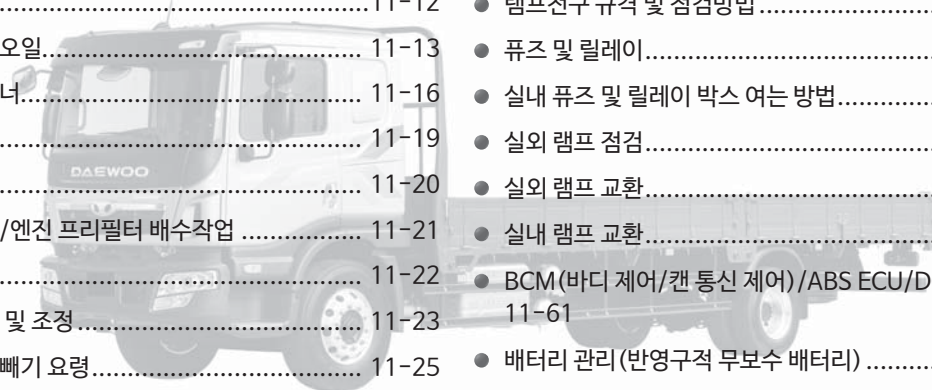 11-12
오일 11-13
너 11-16
11-19
11-20
/엔진 프리필터 배수작업 11-21
11-22
및 조정 11-23
빼기 요령 11-25
램프전구 규격 및 점검방법
퓨즈 및 릴레이
실내 퓨즈 및 릴레이 박스 여는 방법
실외 램프 점검
실외 램프 교환
실내 램프 교환
BCM(바디 제어/캔 통신 제어)/ABS ECU/D
11-61
배터리 관리(반영구적 무보수 배터리)
DAEWOO